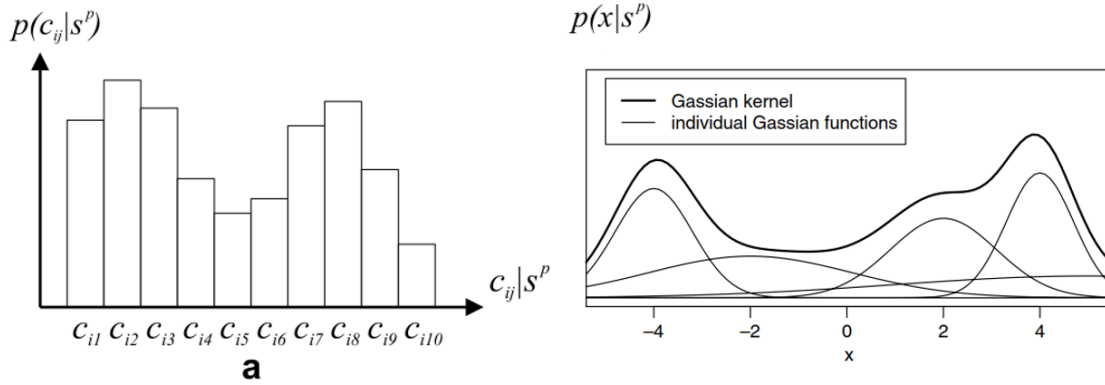 p(c_ij|s^p)
c_ij|s^p
c_i1 c_i2 c_i3 c_i4 c_i5 c_i6 c_i7 c_i8 c_i9 c_i10
a
p(x|s^p)
Gassian kernel
individual Gassian functions
−4 −2 0 2 4
x